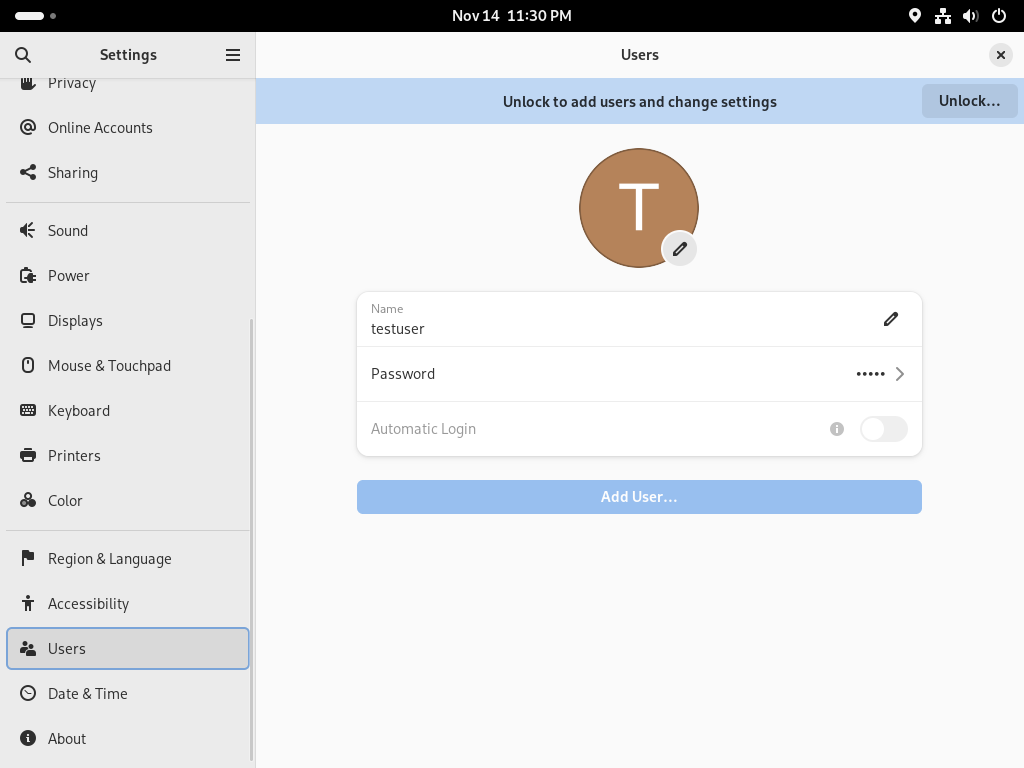 Nov 14  11:30 PM
Settings
Users
Privacy
Online Accounts
Sharing
Sound
Power
Displays
Mouse & Touchpad
Keyboard
Printers
Color
Region & Language
Accessibility
Users
Date & Time
About
Unlock to add users and change settings
Unlock…
T
Name
testuser
Password
•••••
Automatic Login
Add User…